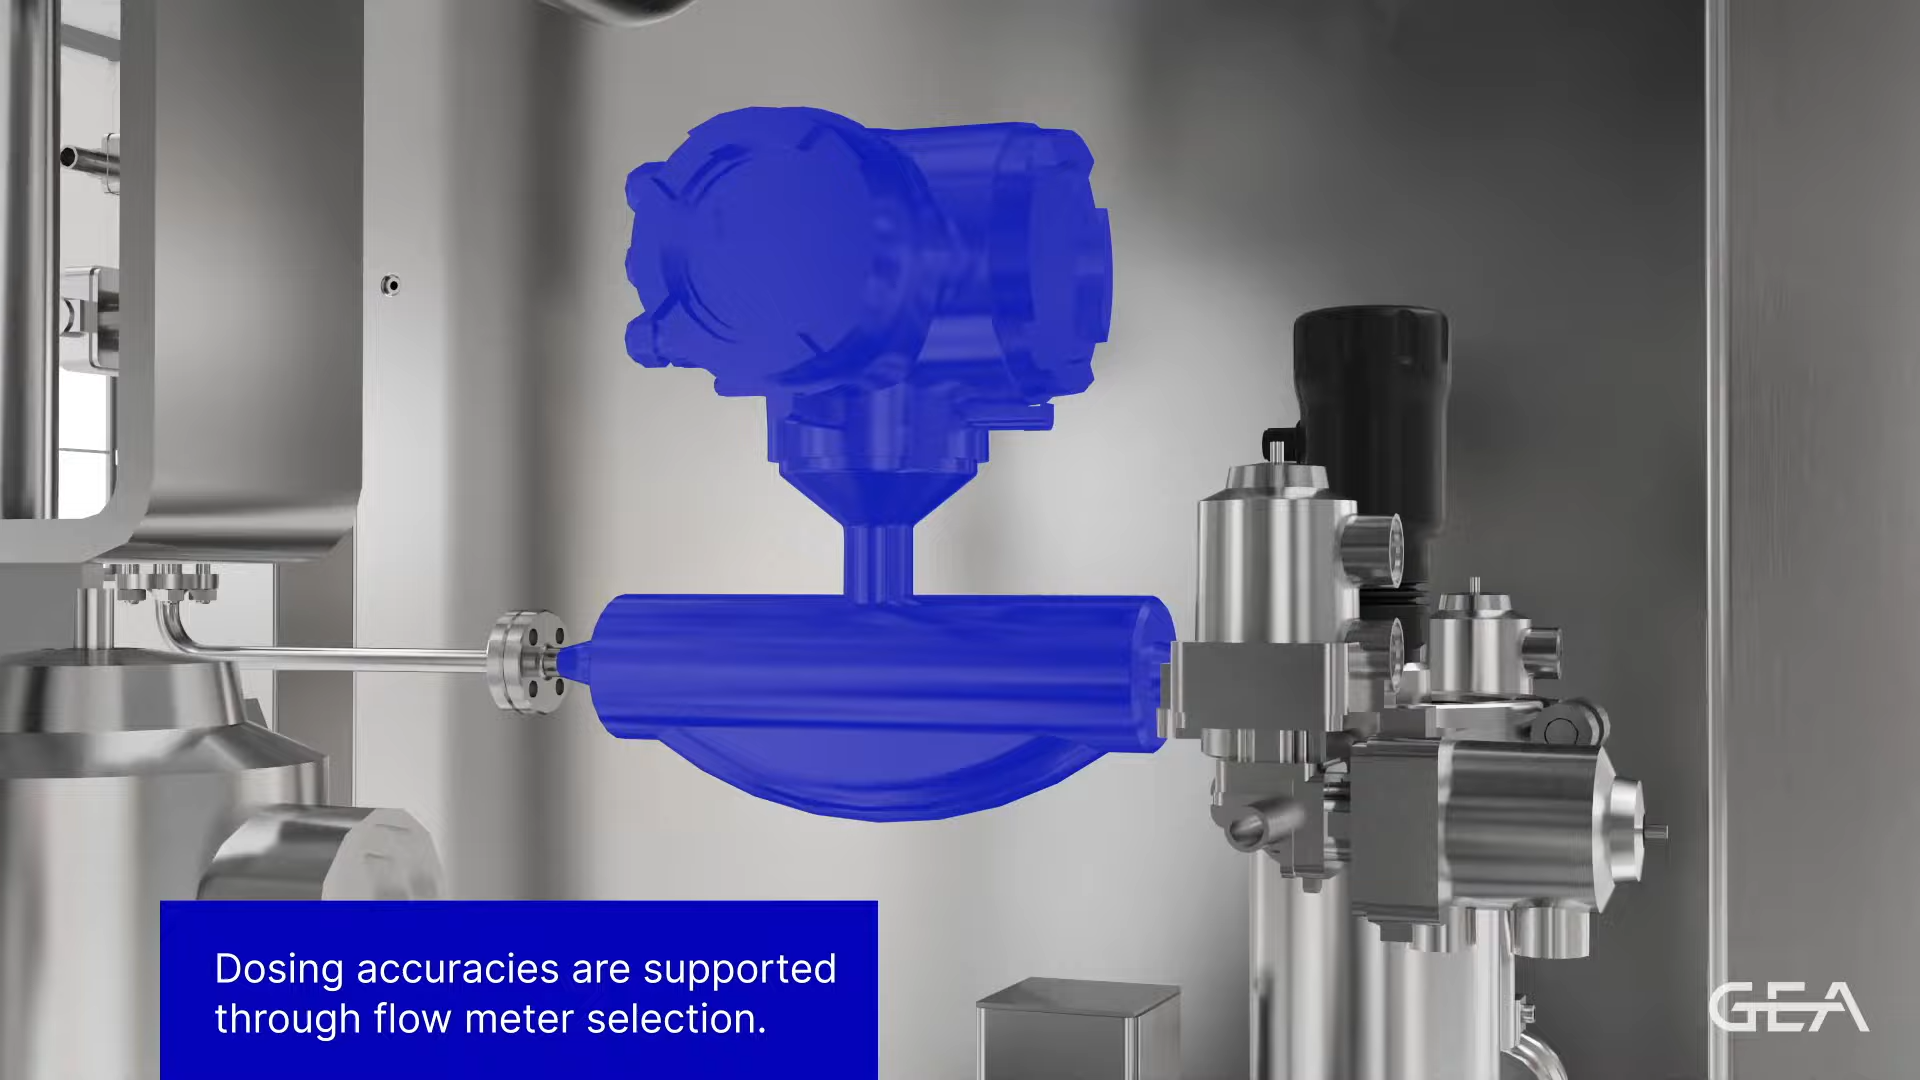 Dosing accuracies are supported
through flow meter selection.
GEA